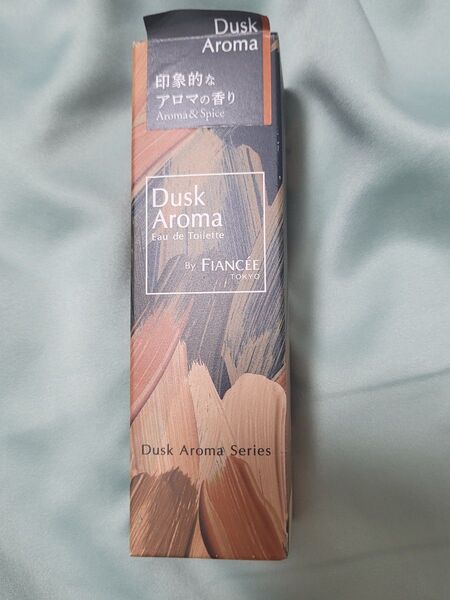 Dusk
Aroma
印象的な
アロマの香り
Aroma & Spice
Dusk
Aroma
Eau de Toilette
By FIANCÉE
TOKYO
Dusk Aroma Series